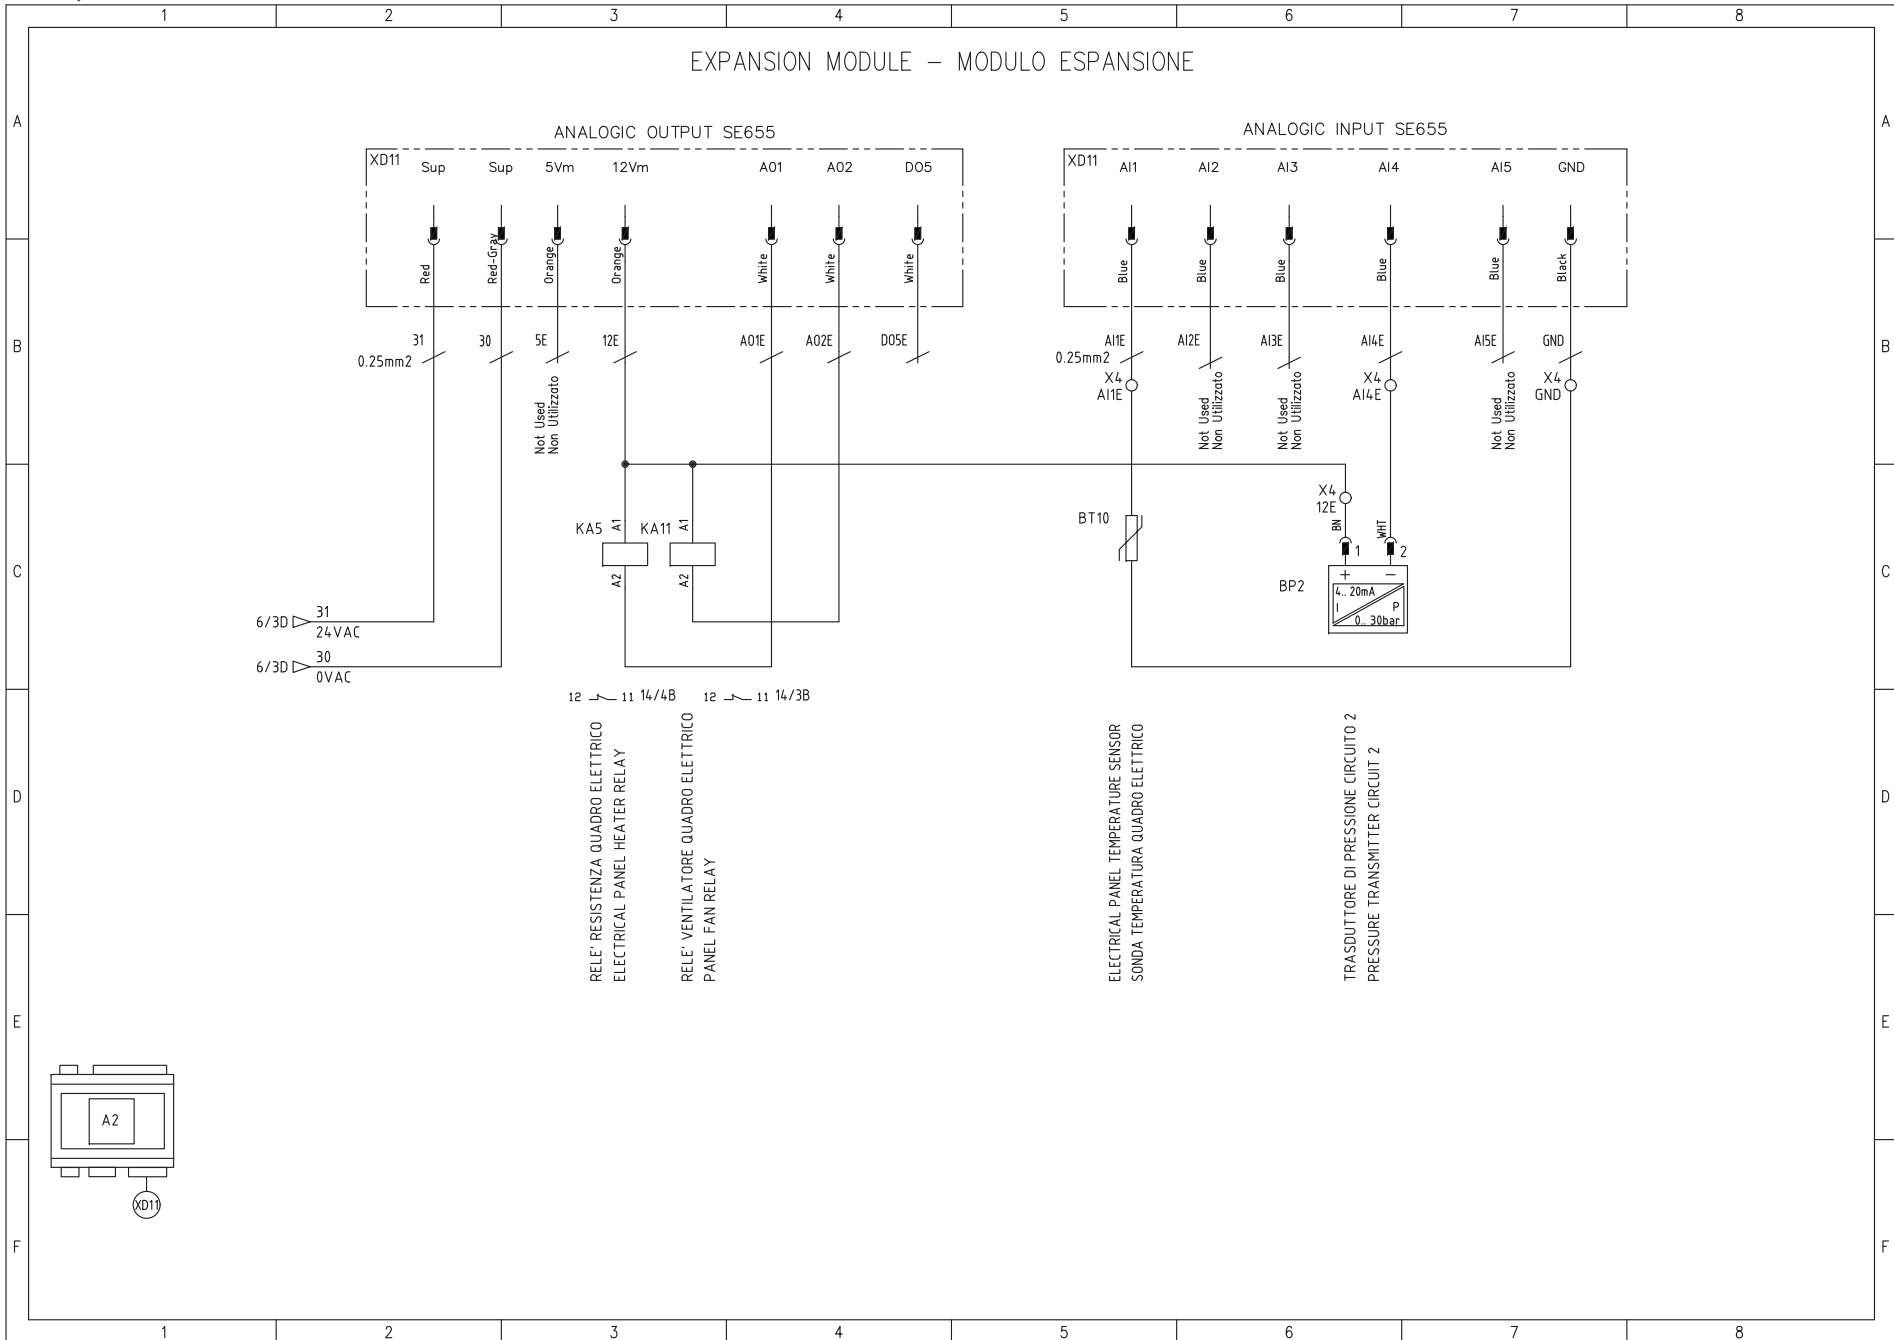 1 2 3 4 5 6 7 8
EXPANSION MODULE – MODULO ESPANSIONE
A A
ANALOGIC OUTPUT SE655
ANALOGIC INPUT SE655
XD11 Sup Sup 5Vm 12Vm A01 A02 D05
XD11 AI1 AI2 AI3 AI4 AI5 GND
Red Red-Gray Orange Orange White White White
Blue Blue Blue Blue Blue Black
B B
31 30 5E 12E A01E A02E D05E
0.25mm2
AI1E AI2E AI3E AI4E AI5E GND
0.25mm2
X4
AI1E
X4
AI4E
X4
GND
Not Used
Non Utilizzato
Not Used
Non Utilizzato
Not Used
Non Utilizzato
Not Used
Non Utilizzato
X4
12E
BN WHT
KA5 A1 KA11 A1
BT10
1 2
C C
A2 A2
BP2
+ −
4.. 20mA
I P
0.. 30bar
6/3D 31
24VAC
6/3D 30
0VAC
12 11 14/4B 12 11 14/3B
RELE' RESISTENZA QUADRO ELETTRICO
ELECTRICAL PANEL HEATER RELAY
RELE' VENTILATORE QUADRO ELETTRICO
PANEL FAN RELAY
ELECTRICAL PANEL TEMPERATURE SENSOR
SONDA TEMPERATURA QUADRO ELETTRICO
TRASDUTTORE DI PRESSIONE CIRCUITO 2
PRESSURE TRANSMITTER CIRCUIT 2
D D
E E
A2
XD11
F F
1 2 3 4 5 6 7 8